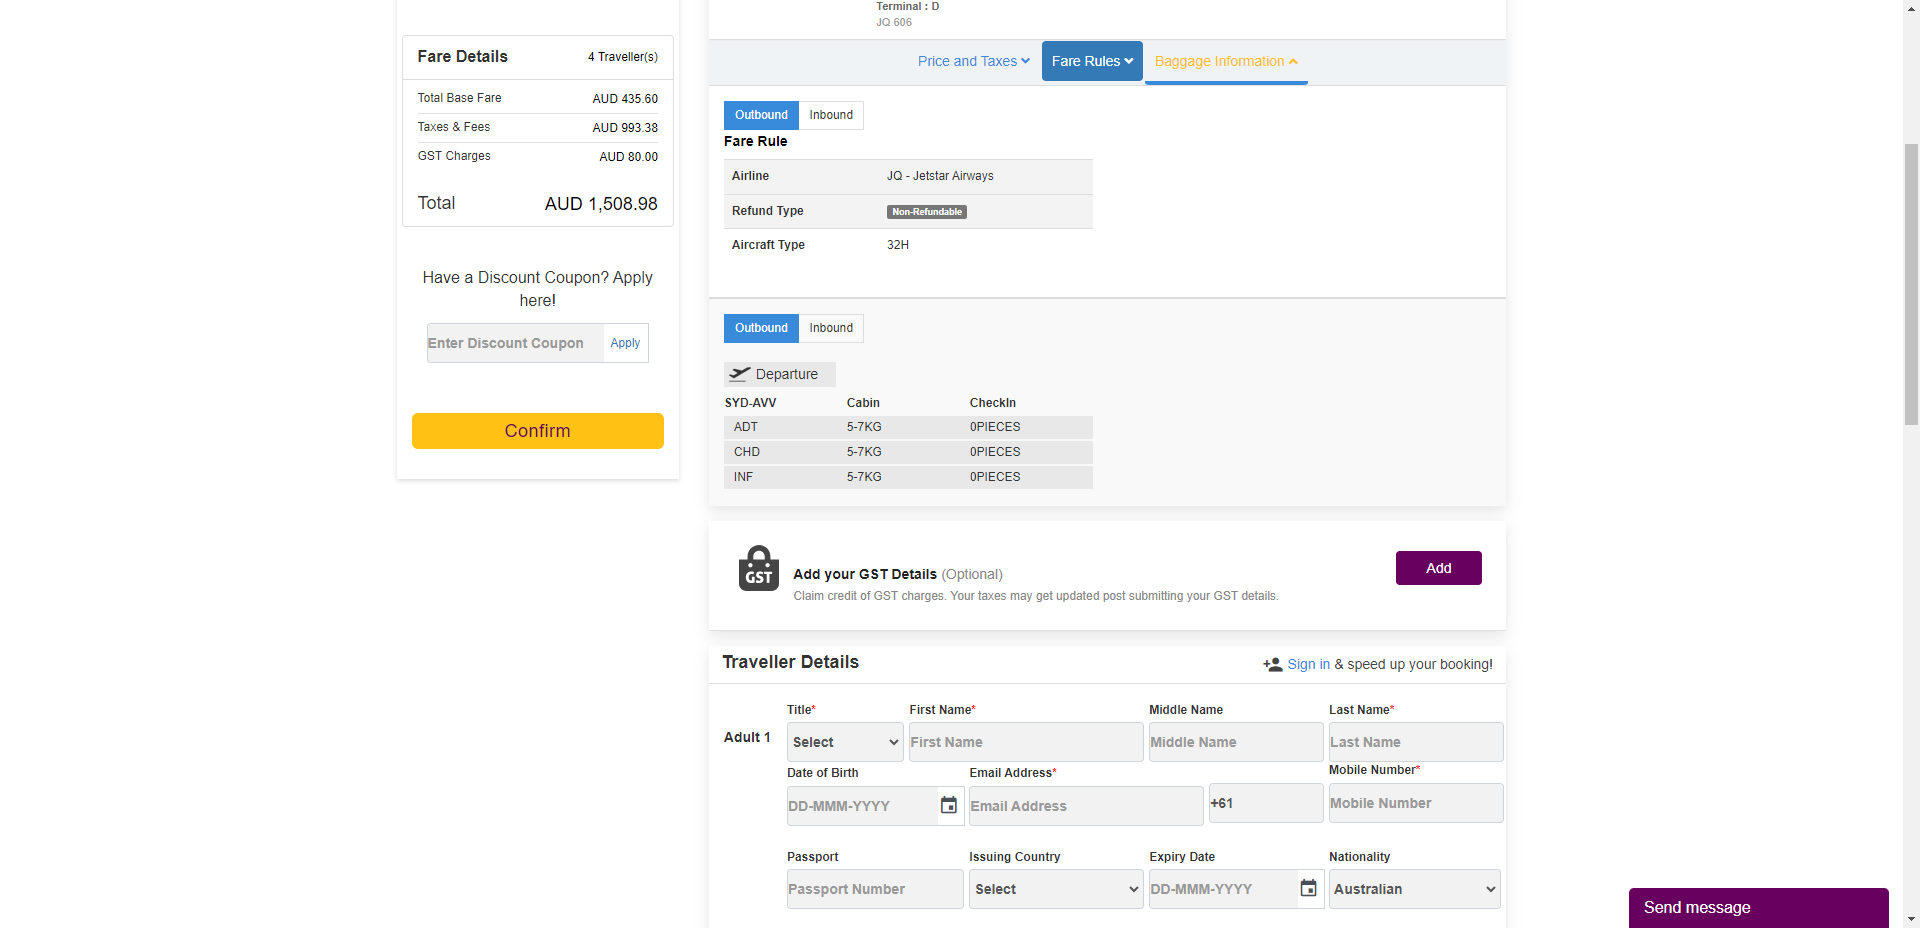 Terminal : D
JQ 606
Fare Details 4 Traveller(s)
Total Base Fare AUD 435.60
Taxes & Fees AUD 993.38
GST Charges AUD 80.00
Total AUD 1,508.98
Have a Discount Coupon? Apply
here!
Enter Discount Coupon Apply
Confirm
Price and Taxes Fare Rules Baggage Information
Outbound Inbound
Fare Rule
Airline JQ - Jetstar Airways
Refund Type Non-Refundable
Aircraft Type 32H
Outbound Inbound
Departure
SYD-AVV Cabin CheckIn
ADT 5-7KG 0PIECES
CHD 5-7KG 0PIECES
INF 5-7KG 0PIECES
GST
Add your GST Details (Optional)
Claim credit of GST charges. Your taxes may get updated post submitting your GST details.
Add
Traveller Details
Sign in & speed up your booking!
Title* First Name* Middle Name Last Name*
Adult 1 Select First Name Middle Name Last Name
Date of Birth Email Address* Mobile Number*
DD-MMM-YYYY Email Address +61 Mobile Number
Passport Issuing Country Expiry Date Nationality
Passport Number Select DD-MMM-YYYY Australian
Send message